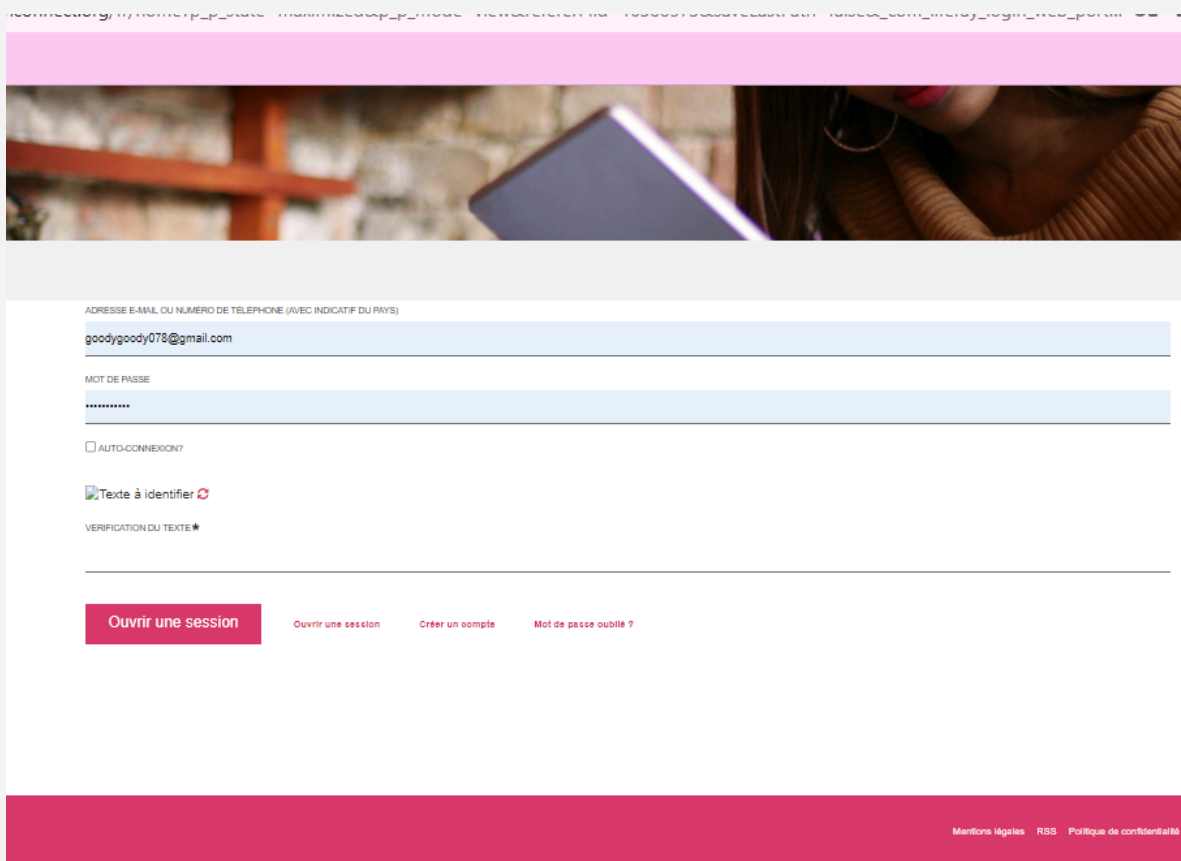 ADRESSE E-MAIL OU NUMÉRO DE TÉLÉPHONE (AVEC INDICATIF DU PAYS)
goodygoody078@gmail.com
MOT DE PASSE
•••••••••••
AUTO-CONNEXION?
Texte à identifier
VÉRIFICATION DU TEXTE*
Ouvrir une session Ouvrir une session Créer un compte Mot de passe oublié ?
Mentions légales RSS Politique de confidentialité